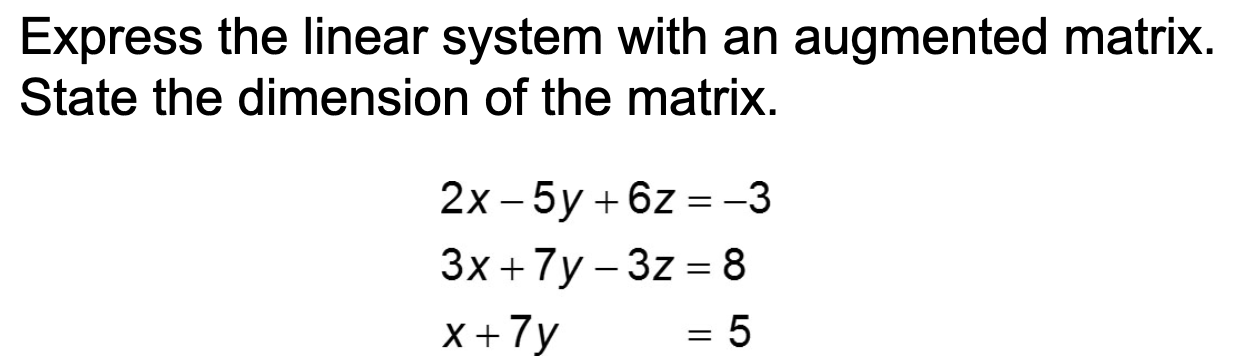 Express the linear system with an augmented matrix.
State the dimension of the matrix.
2x – 5y + 6z = –3
3x + 7y – 3z = 8
x + 7y = 5